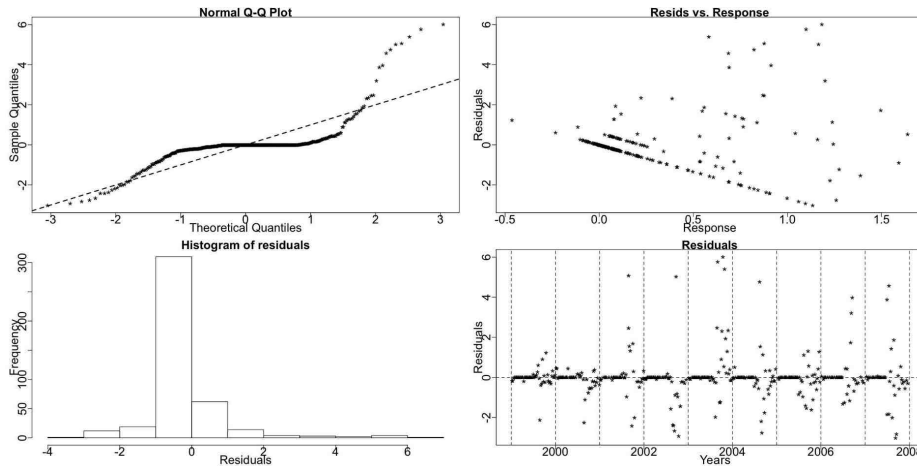 Normal Q-Q Plot
Sample Quantiles
6
4
2
0
-2
-3 -2 -1 0 1 2 3
Theoretical Quantiles
Resids vs. Response
Residuals
6
4
2
0
-2
-0.5 0.0 0.5 1.0 1.5
Response
Histogram of residuals
Frequency
300
200
100
50
0
-4 -2 0 2 4 6
Residuals
Residuals
Residuals
6
4
2
0
-2
2000 2002 2004 2006 200
Years